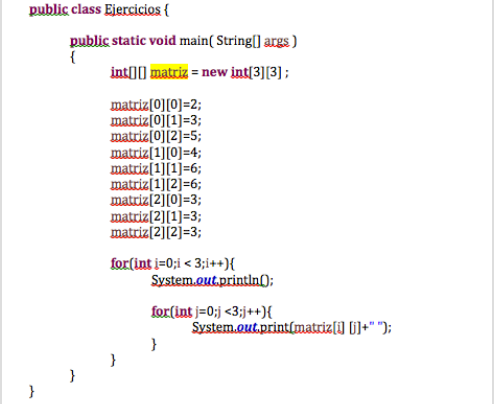 public class Ejercicios {
public static void main( String[] args )
{
int[][] matriz = new int[3][3] ;
matriz[0][0]=2;
matriz[0][1]=3;
matriz[0][2]=5;
matriz[1][0]=4;
matriz[1][1]=6;
matriz[1][2]=6;
matriz[2][0]=3;
matriz[2][1]=3;
matriz[2][2]=3;
for(int i=0;i < 3;i++){
System.out.println();
for(int j=0;j <3;j++){
System.out.print(matriz[i] [j]+" ");
}
}
}
}